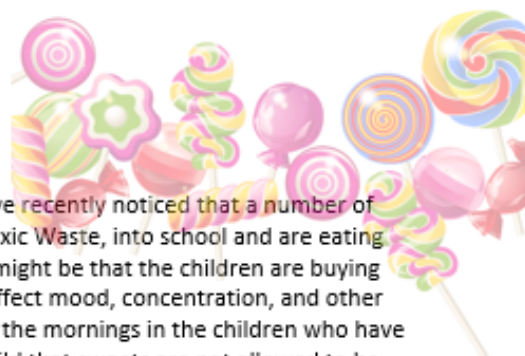 ve recently noticed that a number of
xic Waste, into school and are eating
might be that the children are buying
ffect mood, concentration, and other
the mornings in the children who have